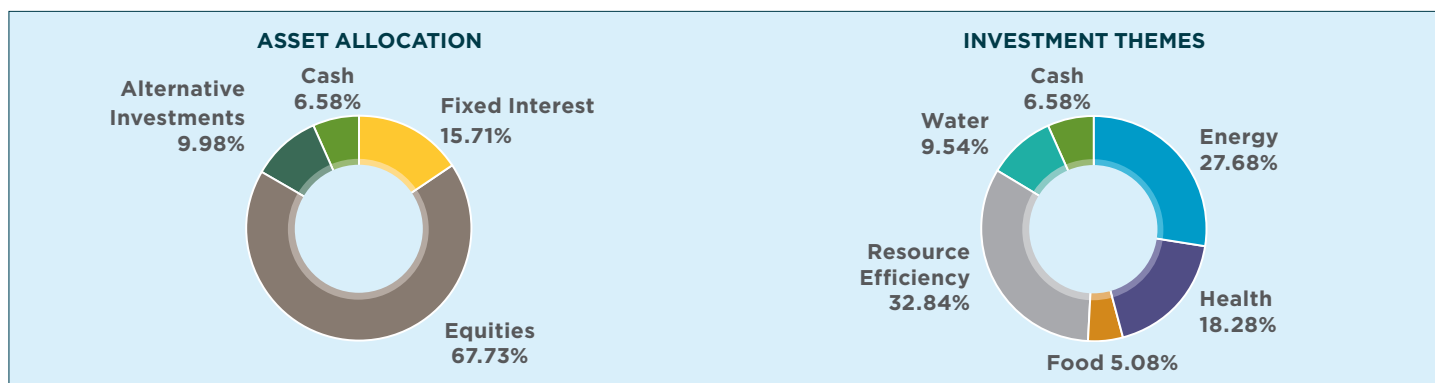 ASSET ALLOCATION
Cash
6.58%
Alternative
Investments
9.98%
Fixed Interest
15.71%
Equities
67.73%
INVESTMENT THEMES
Cash
6.58%
Water
9.54%
Energy
27.68%
Resource
Efficiency
32.84%
Health
18.28%
Food 5.08%